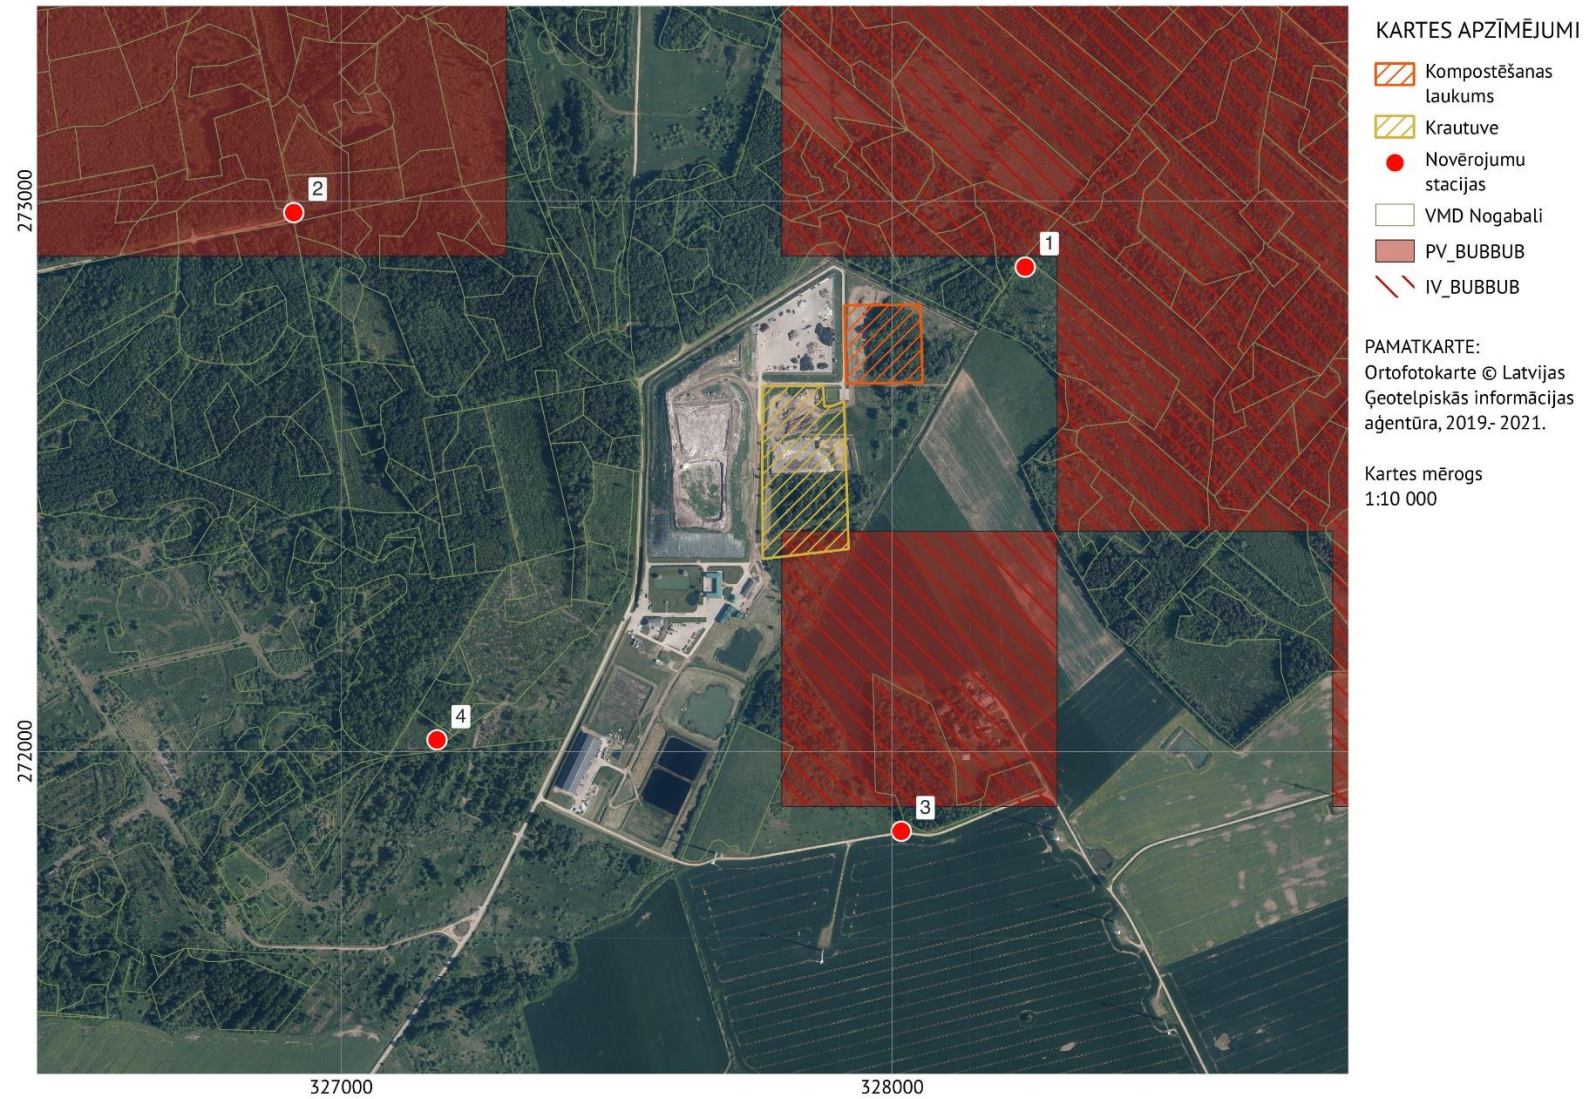 KARTES APZĪMĒJUMI
Kompostēšanas
laukums
Krautuve
Novērojumu
stacijas
VMD Nogabali
PV_BUBBUB
IV_BUBBUB
PAMATKARTE:
Ortofotokarte © Latvijas
Ģeotelpiskās informācijas
aģentūra, 2019.- 2021.
Kartes mērogs
1:10 000
273000
272000
327000
328000
2
1
4
3